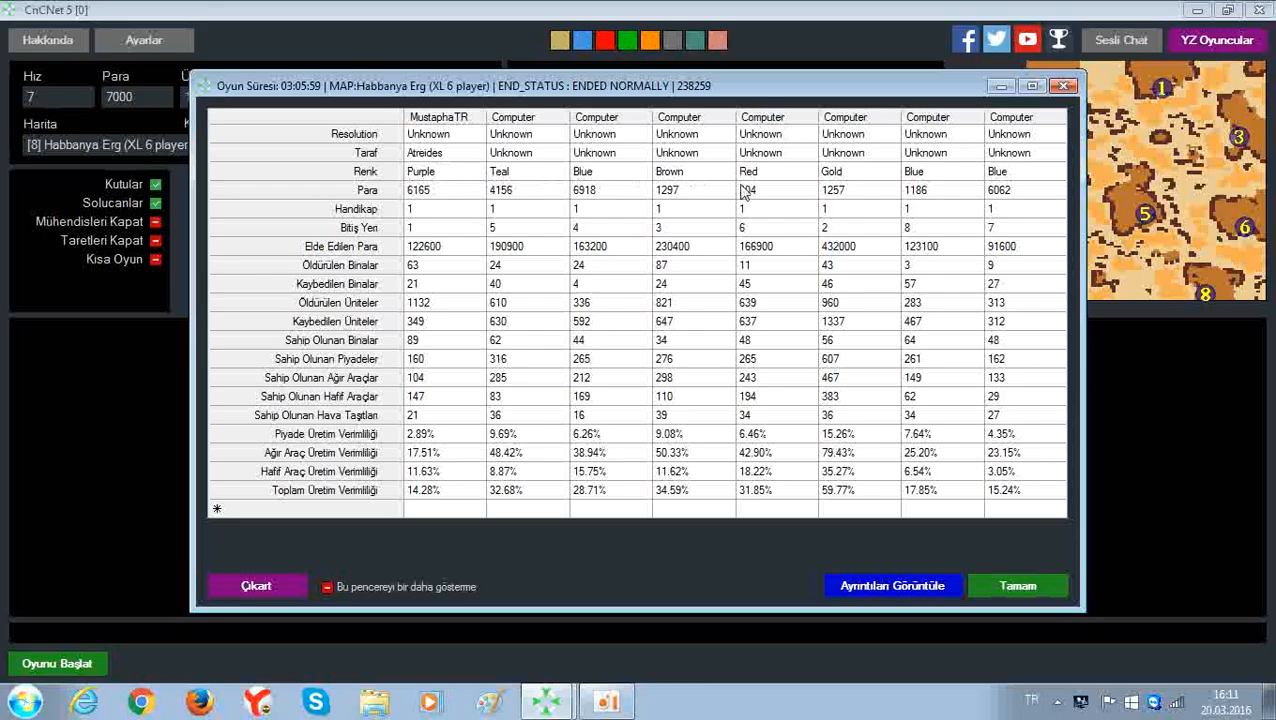 CnCNet 5 [0]
Hakkında Ayarlar Sesli Chat YZ Oyuncular
Hız Para
7 7000
Harita
[8] Habbanya Erg (XL 6 player
Kutular
Solucanlar
Mühendisleri Kapat
Taretleri Kapat
Kısa Oyun
1
3
5
6
8
Oyun Süresi: 03:05:59 | MAP:Habbanya Erg (XL 6 player) | END_STATUS : ENDED NORMALLY | 238259
MustaphaTR Computer Computer Computer Computer Computer Computer Computer
Resolution Unknown Unknown Unknown Unknown Unknown Unknown Unknown Unknown
Taraf Atreides Unknown Unknown Unknown Unknown Unknown Unknown Unknown
Renk Purple Teal Blue Brown Red Gold Blue Blue
Para 6165 4156 6918 1297 1257 1186 6062
Handikap 1 1 1 1 1 1 1 1
Bitiş Yeri 1 5 4 3 6 2 8 7
Elde Edilen Para 122600 190900 163200 230400 166900 432000 123100 91600
Öldürülen Binalar 63 24 24 87 11 43 3 9
Kaybedilen Binalar 21 40 4 24 45 46 57 27
Öldürülen Üniteler 1132 610 336 821 639 960 283 313
Kaybedilen Üniteler 349 630 592 647 637 1337 467 312
Sahip Olunan Binalar 89 62 44 34 48 56 64 48
Sahip Olunan Piyadeler 160 316 265 276 265 607 261 162
Sahip Olunan Ağır Araçlar 104 285 212 298 243 467 149 133
Sahip Olunan Hafif Araçlar 147 83 169 110 194 383 62 29
Sahip Olunan Hava Taşıtları 21 36 16 39 34 36 34 27
Piyade Üretim Verimliliği 2.89% 9.69% 6.26% 9.08% 6.46% 15.26% 7.64% 4.35%
Ağır Araç Üretim Verimliliği 17.51% 48.42% 38.94% 50.33% 42.90% 79.43% 25.20% 23.15%
Hafif Araç Üretim Verimliliği 11.63% 8.87% 15.75% 11.62% 18.22% 35.27% 6.54% 3.05%
Toplam Üretim Verimliliği 14.28% 32.68% 28.71% 34.59% 31.85% 59.77% 17.85% 15.24%
Çıkart Bu pencereyi bir daha gösterme Ayrıntıları Görüntüle Tamam
Oyunu Başlat
TR 16:11
20.03.2016